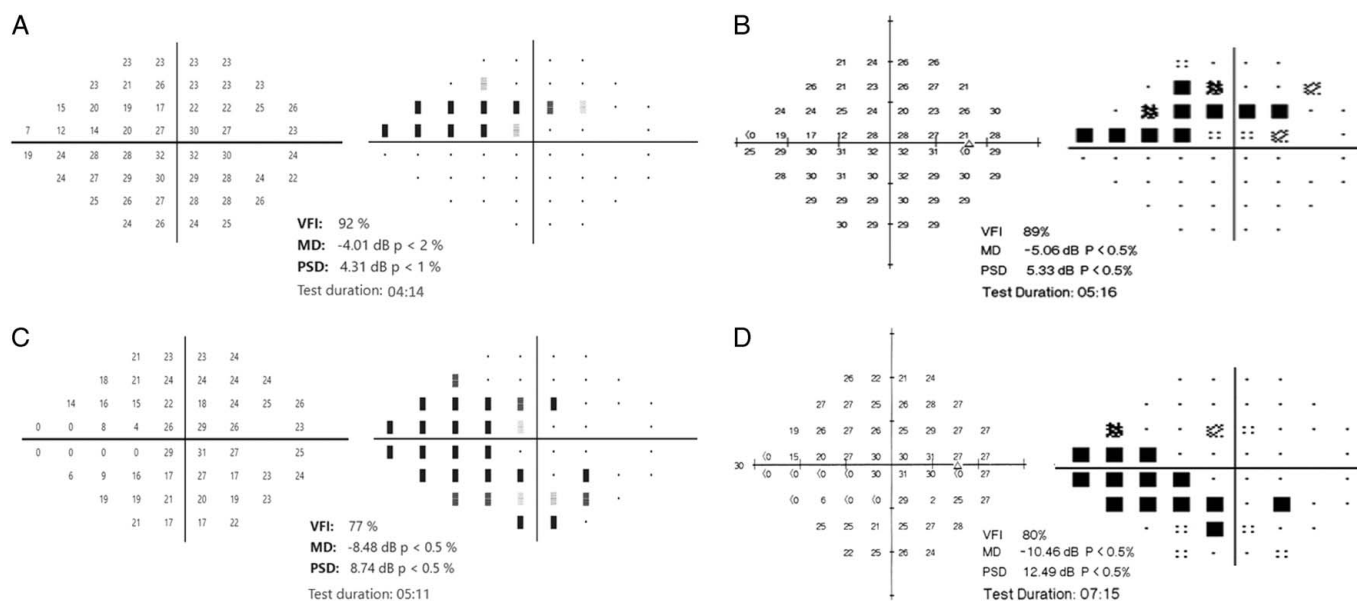 A
23 23 23 23
23 21 26 23 23 23
15 20 19 17 22 22 25 26
7 12 14 20 27 30 27 23
19 24 28 28 32 32 30 24
24 27 29 30 29 28 24 22
25 26 27 28 28 26
24 26 24 25
VFI: 92 %
MD: -4.01 dB p < 2 %
PSD: 4.31 dB p < 1 %
Test duration: 04:14
B
21 24 26 26
26 21 23 27 26 21
24 24 25 24 20 23 26 30
<0 19 17 12 28 28 27 21 28
25 29 30 31 32 32 31 <0 29
28 30 31 30 31 30 29 29
29 29 29 29 29 29
30 29 29 29
VFI 89%
MD -5.06 dB P < 0.5%
PSD 5.33 dB P < 0.5%
Test Duration: 05:16
C
21 23 23 24
18 21 24 24 24 24
14 16 15 22 18 24 25 26
0 0 8 4 26 29 26 23
0 0 0 0 29 31 27 25
6 9 16 17 27 17 23 24
19 19 21 20 19 23
21 17 17 22
VFI: 77 %
MD: -8.48 dB p < 0.5 %
PSD: 8.74 dB p < 0.5 %
Test duration: 05:11
D
26 22 21 24
27 27 25 26 28 27
19 26 27 26 25 29 27 27
<0 15 20 27 30 30 31 27 27
30
<0 <0 <0 <0 30 31 30 <0 27
<0 6 <0 <0 29 2 25 27
25 25 21 25 27 28
22 25 26 24
VFI 80%
MD -10.46 dB P < 0.5%
PSD 12.49 dB P < 0.5%
Test Duration: 07:15